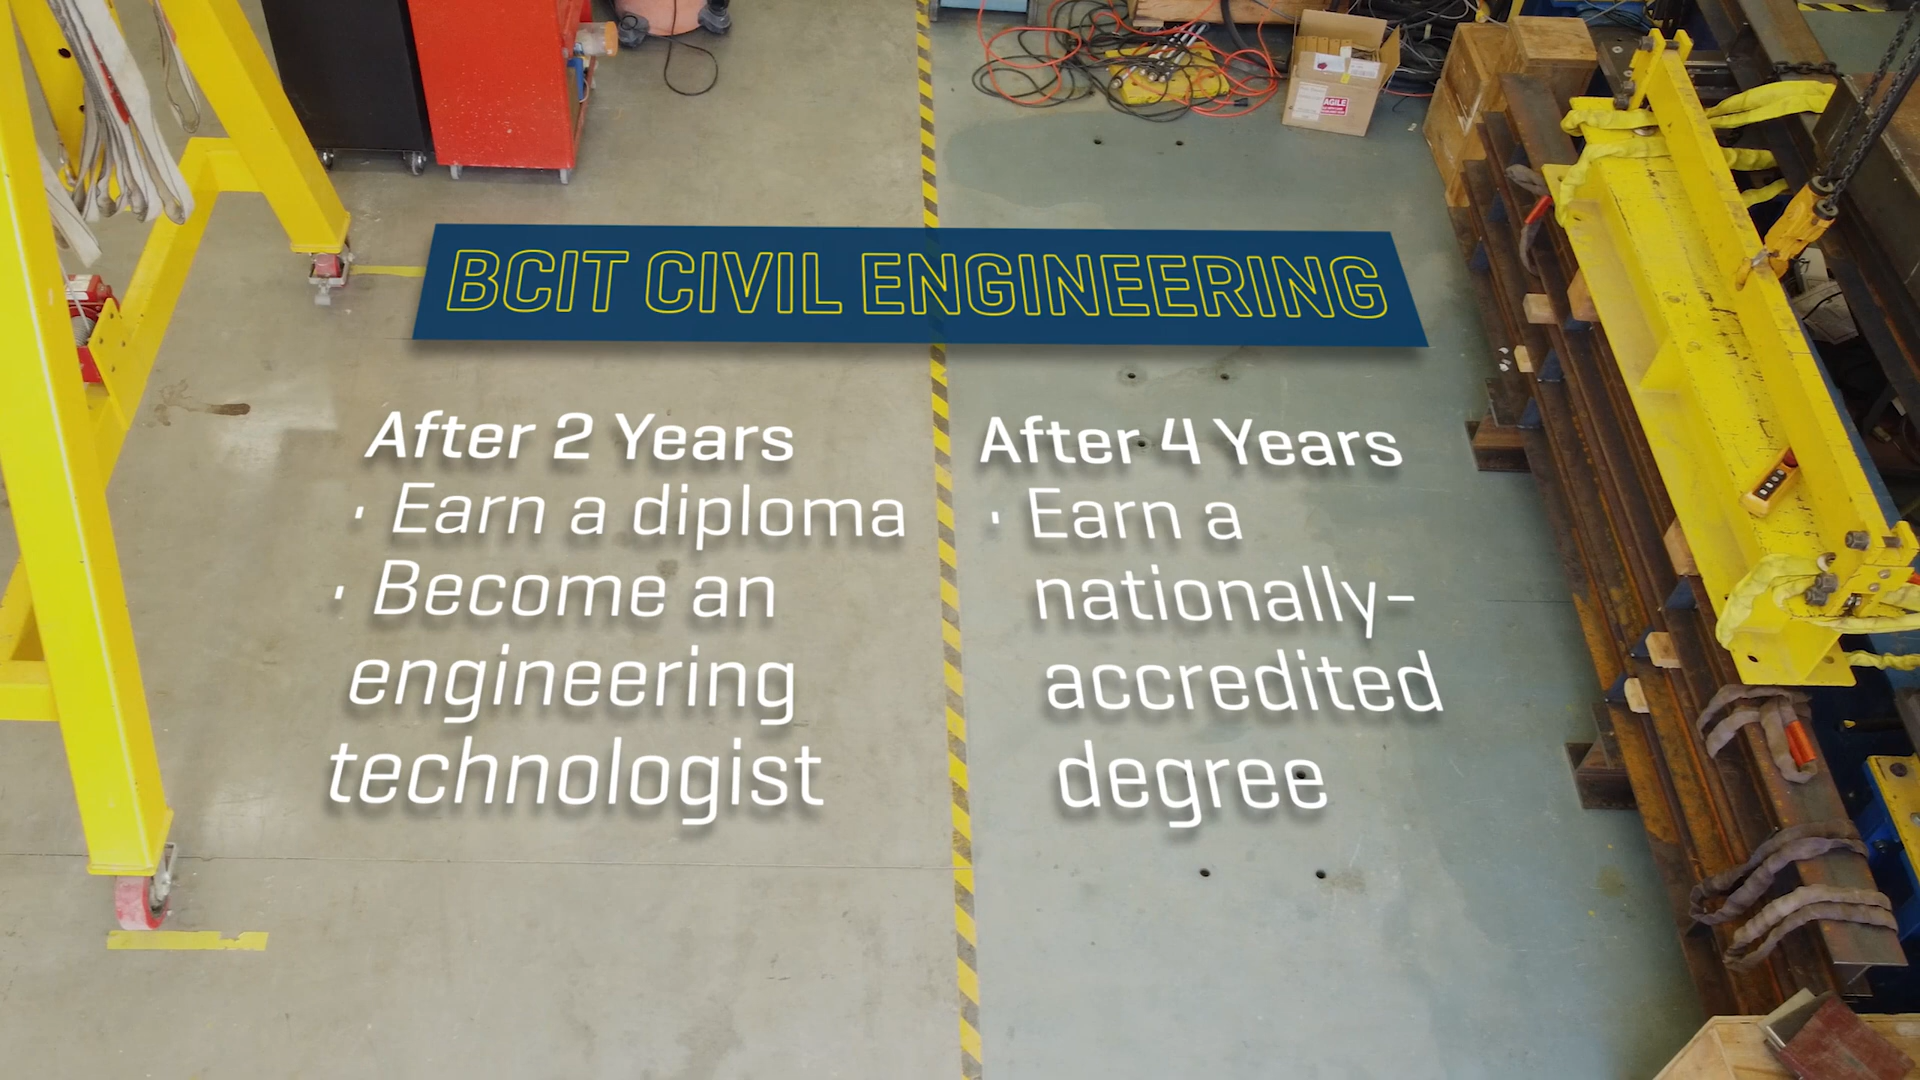 BCIT CIVIL ENGINEERING
After 2 Years
· Earn a diploma
· Become an
engineering
technologist
After 4 Years
· Earn a
nationally-
accredited
degree
AGILE